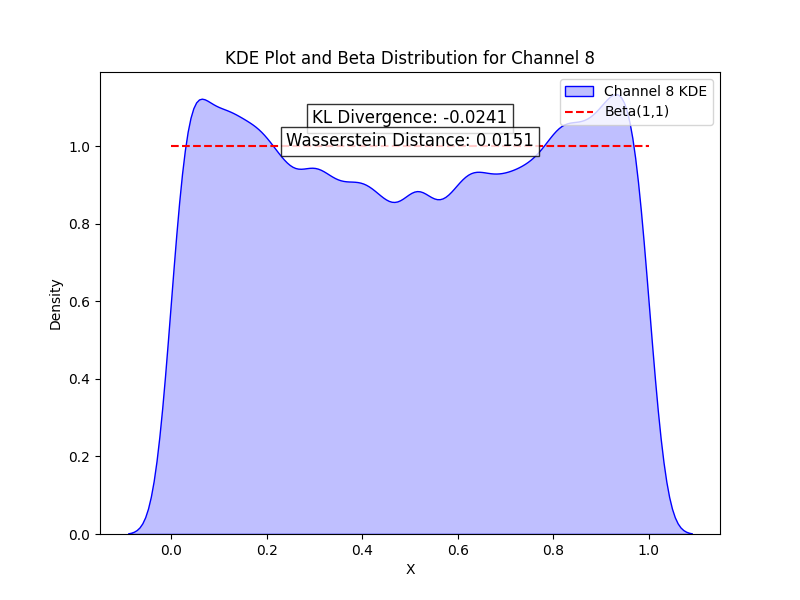 KDE Plot and Beta Distribution for Channel 8
Channel 8 KDE
Beta(1,1)
KL Divergence: -0.0241
Wasserstein Distance: 0.0151
Density
1.0
0.8
0.6
0.4
0.2
0.0
0.0 0.2 0.4 0.6 0.8 1.0
X